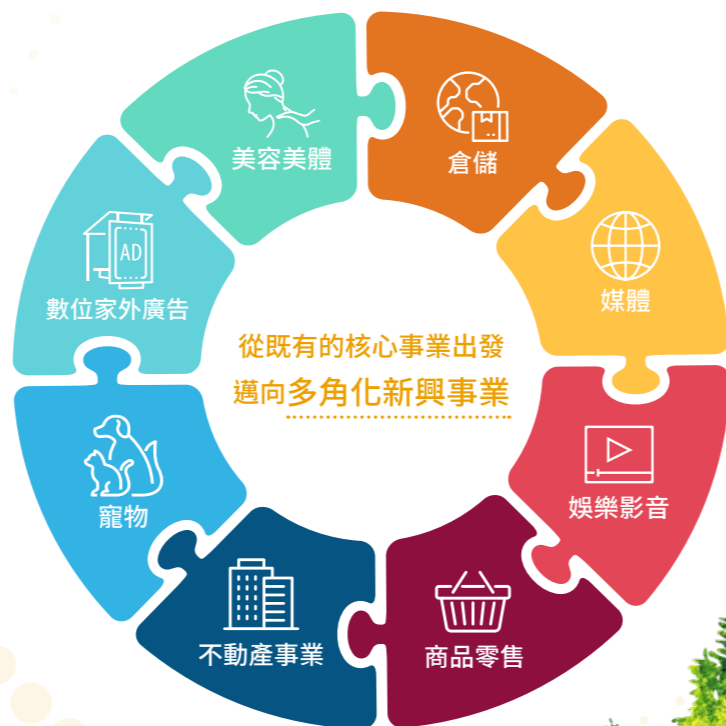 美容美體
倉儲
媒體
娛樂影音
商品零售
不動產事業
寵物
數位家外廣告
AD
從既有的核心事業出發
邁向多角化新興事業